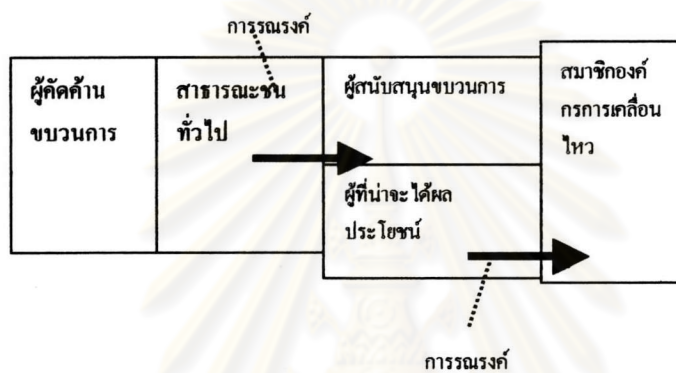 การรณรงค์
ผู้คัดค้าน
ขบวนการ
สาธารณะชน
ทั่วไป
ผู้สนับสนุนขบวนการ
ผู้ที่น่าจะได้ผล
ประโยชน์
สมาชิกองค์
กรการเคลื่อน
ไหว
การรณรงค์